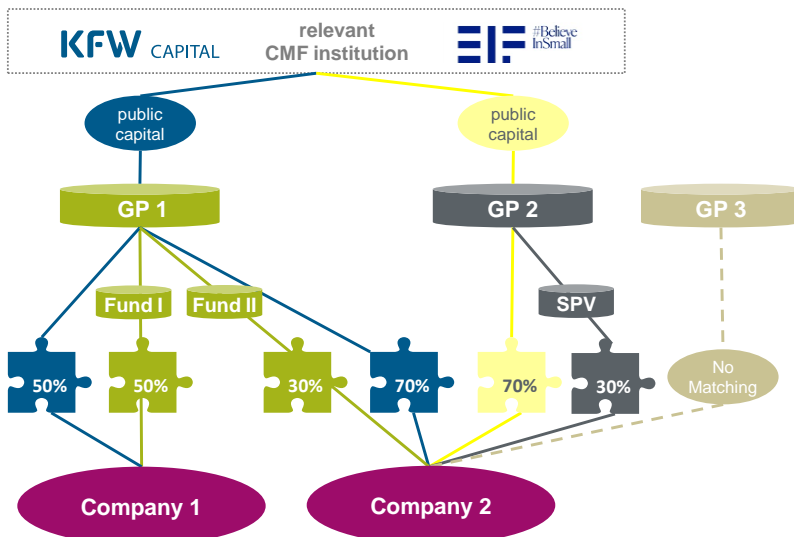 KFW CAPITAL
relevant
CMF institution
EIF
#Believe
InSmall
public
capital
public
capital
GP 1
GP 2
GP 3
Fund I
Fund II
SPV
50%
50%
30%
70%
70%
30%
No
Matching
Company 1
Company 2